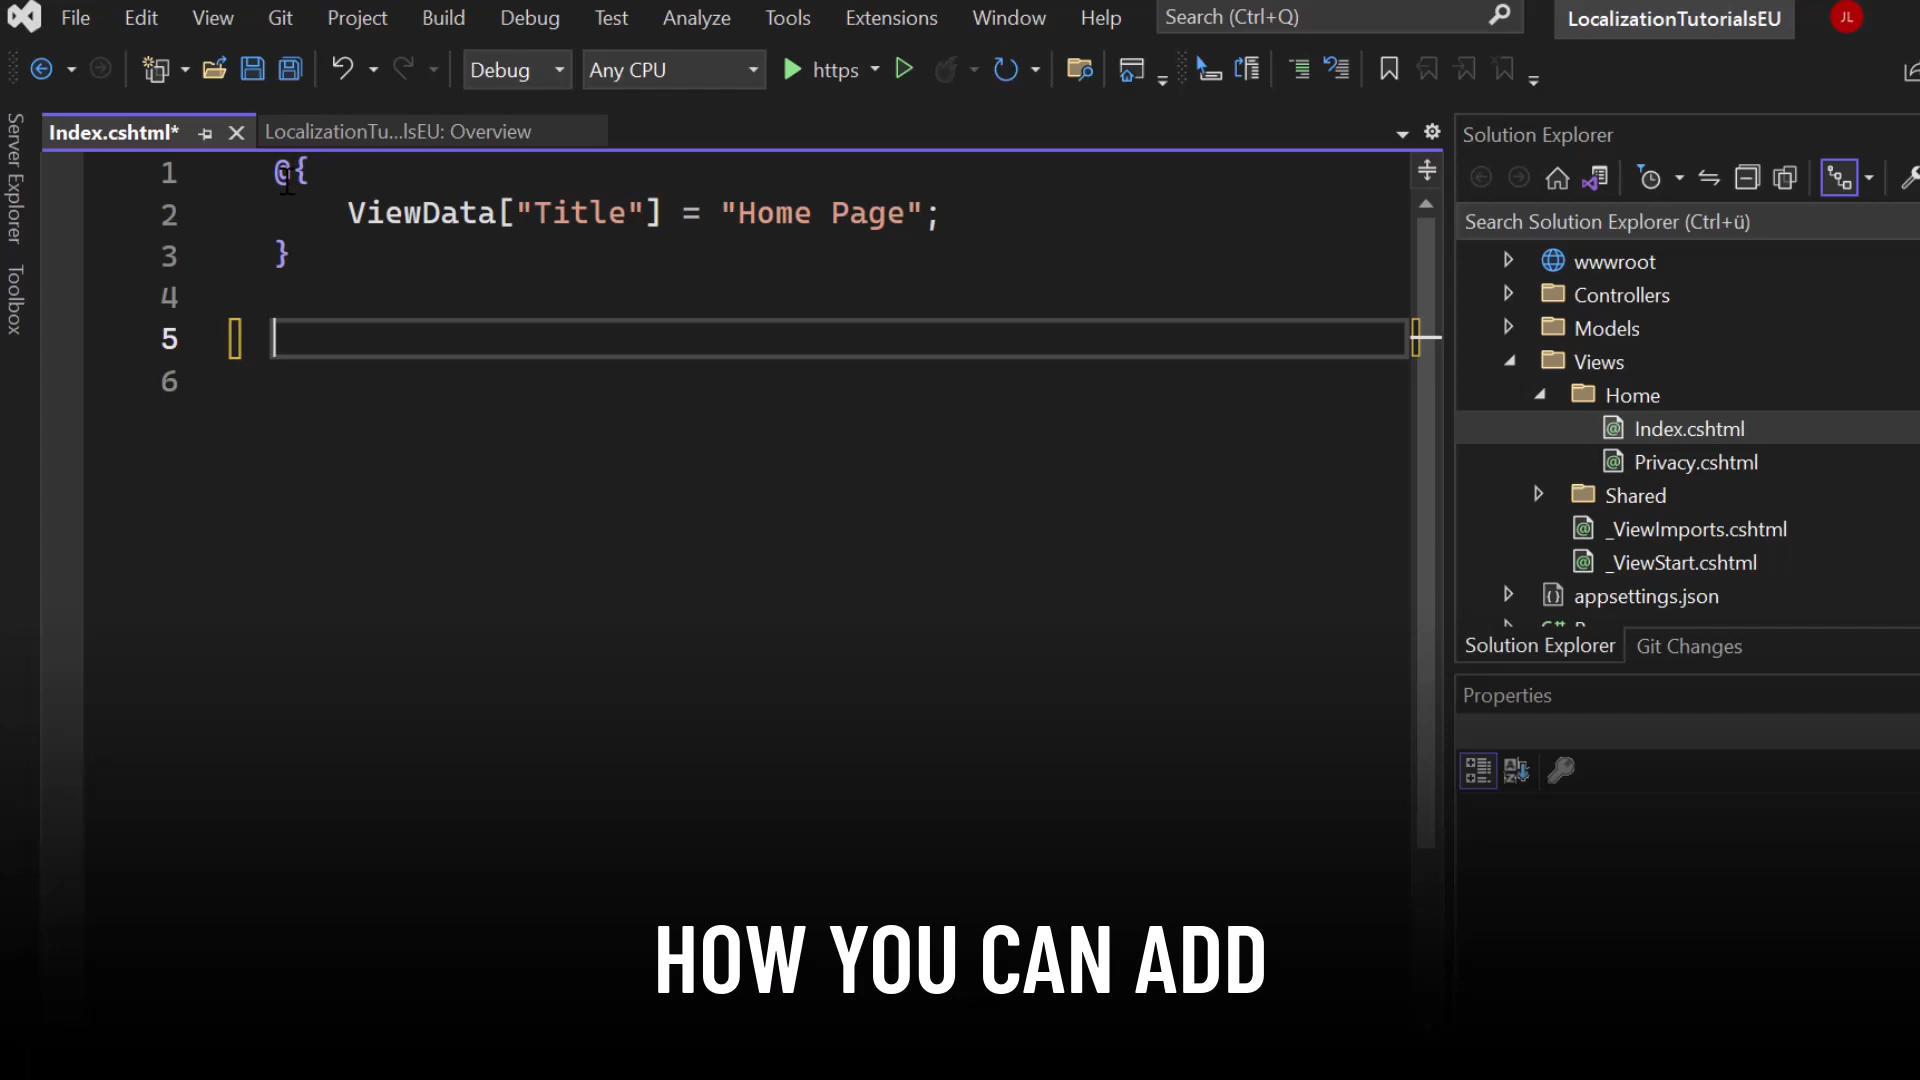 File Edit View Git Project Build Debug Test Analyze Tools Extensions Window Help Search (Ctrl+Q) LocalizationTutorialsEU JL
Debug Any CPU https
Server Explorer
Toolbox
Index.cshtml* LocalizationTu...lsEU: Overview
1 @{
2 ViewData["Title"] = "Home Page";
3 }
4
5
6
Solution Explorer
Search Solution Explorer (Ctrl+ü)
wwwroot
Controllers
Models
Views
Home
Index.cshtml
Privacy.cshtml
Shared
_ViewImports.cshtml
_ViewStart.cshtml
appsettings.json
Solution Explorer Git Changes
Properties
HOW YOU CAN ADD